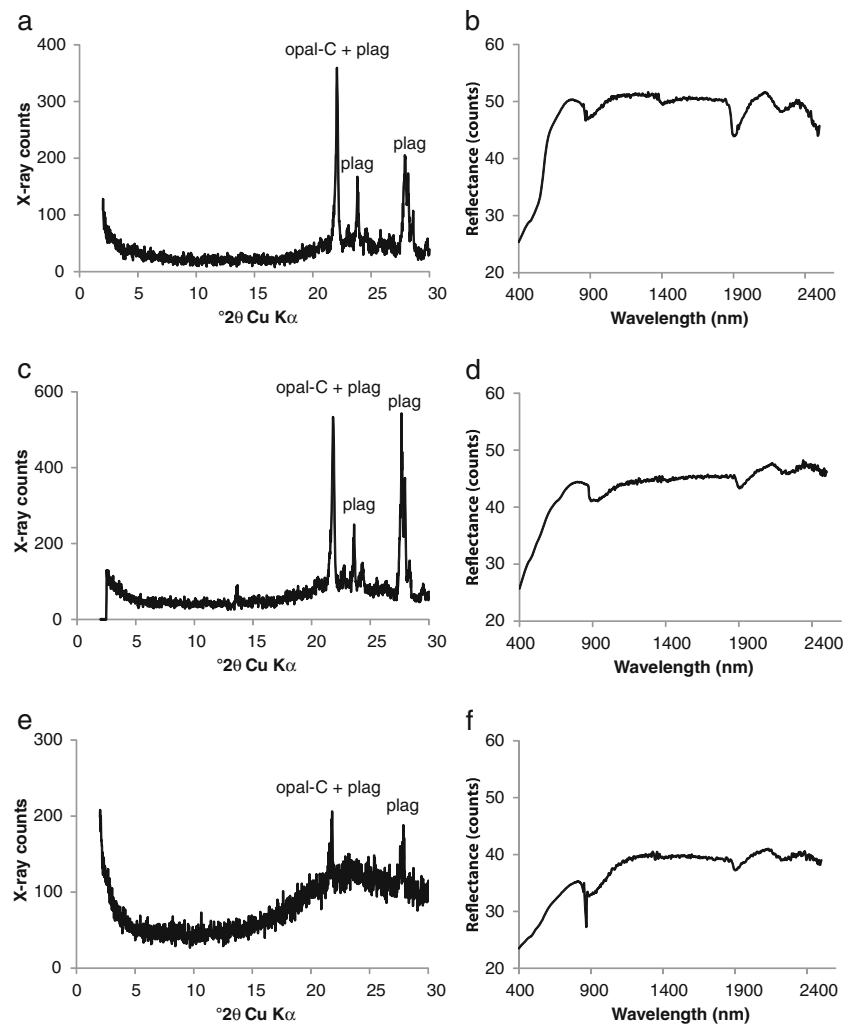 a
400
300
200
100
0
X-ray counts
opal-C + plag
plag
plag
0 5 10 15 20 25 30
°2θ Cu Kα
b
60
50
40
30
20
Reflectance (counts)
400 900 1400 1900 2400
Wavelength (nm)
c
600
400
200
0
X-ray counts
opal-C + plag
plag
plag
0 5 10 15 20 25 30
°2θ Cu Kα
d
60
50
40
30
20
Reflectance (counts)
400 900 1400 1900 2400
Wavelength (nm)
e
300
200
100
0
X-ray counts
opal-C + plag
plag
0 5 10 15 20 25 30
°2θ Cu Kα
f
60
50
40
30
20
Reflectance (counts)
400 900 1400 1900 2400
Wavelength (nm)